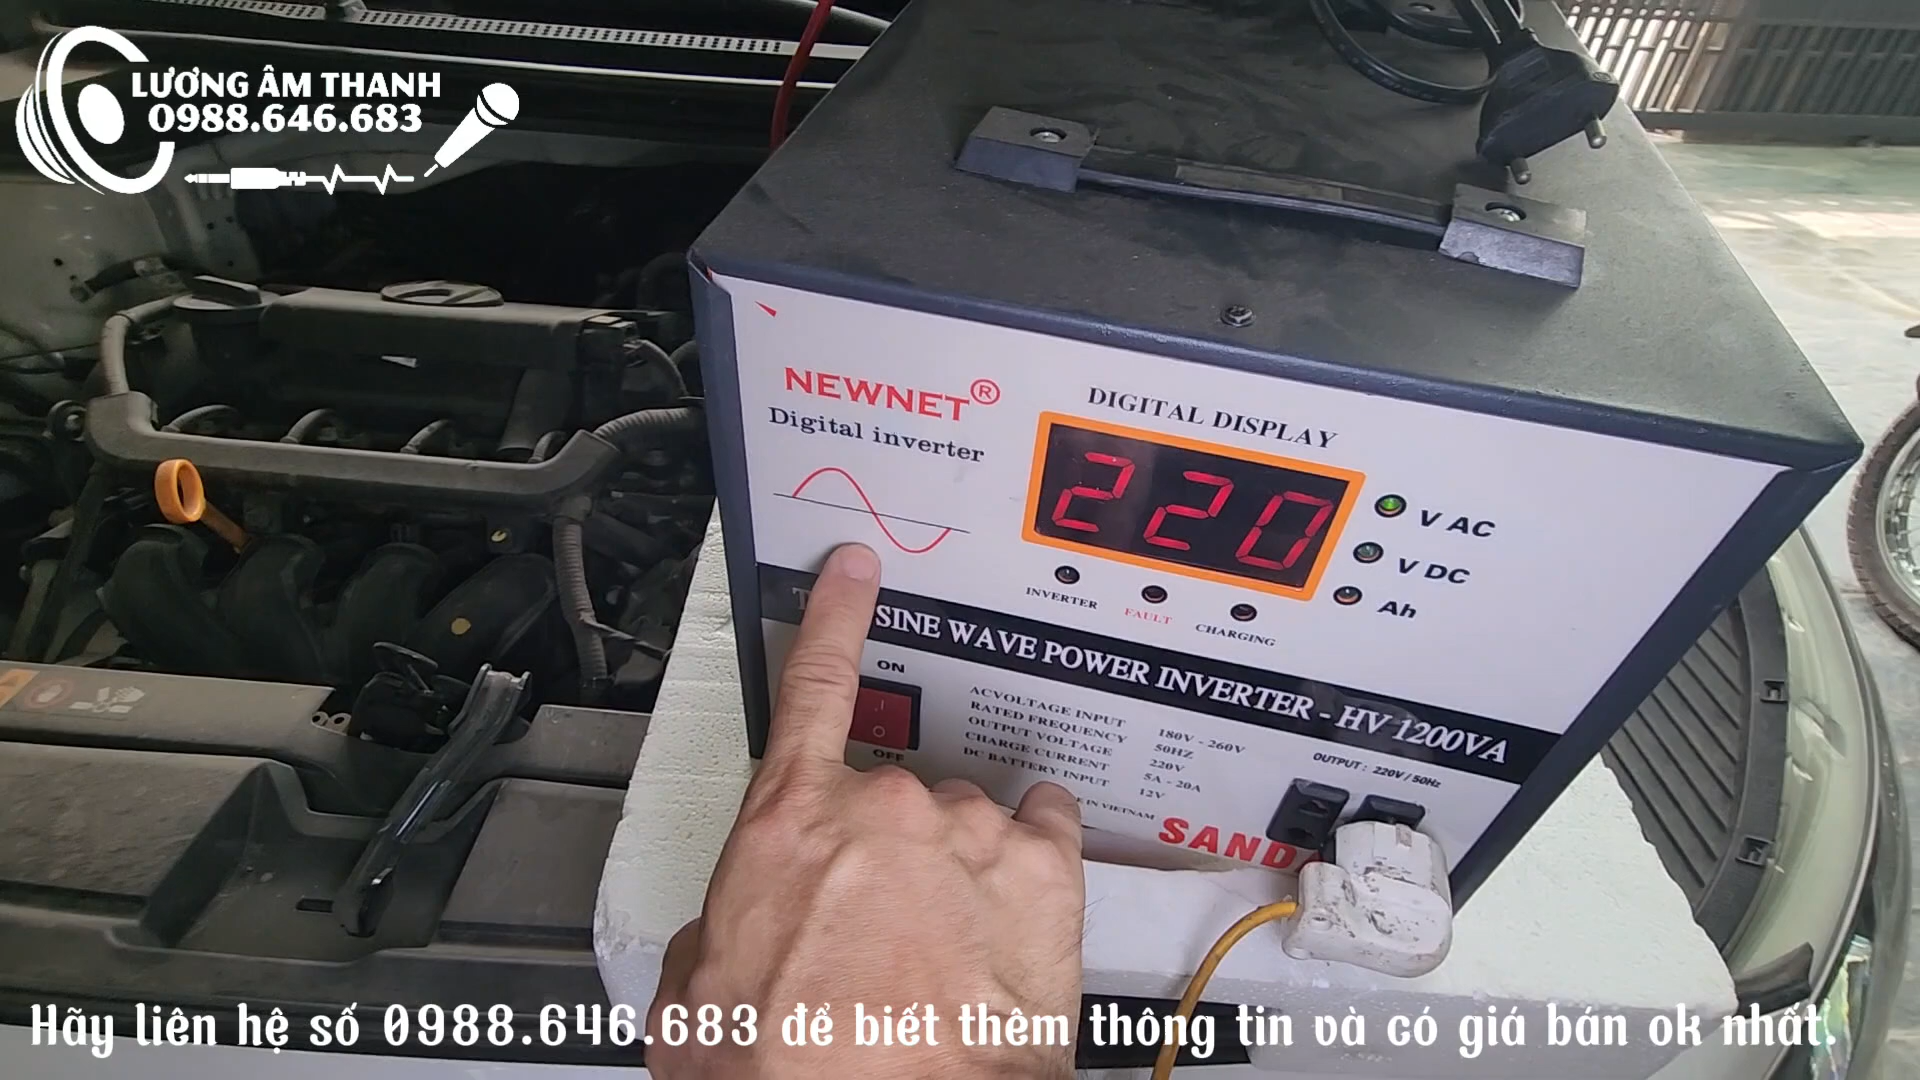 LƯƠNG ÂM THANH
0988.646.683
NEWNET®
Digital inverter
DIGITAL DISPLAY
220
V AC
V DC
Ah
INVERTER
FAULT
CHARGING
SINE WAVE POWER INVERTER - HV 1200VA
ON
OFF
ACVOLTAGE INPUT 180V - 260V
RATED FREQUENCY 50HZ
OUTPUT VOLTAGE 220V
CHARGE CURRENT 5A - 20A
DC BATTERY INPUT 12V
IN VIETNAM
OUTPUT : 220V / 50Hz
Hãy liên hệ số 0988.646.683 để biết thêm thông tin và có giá bán ok nhất.